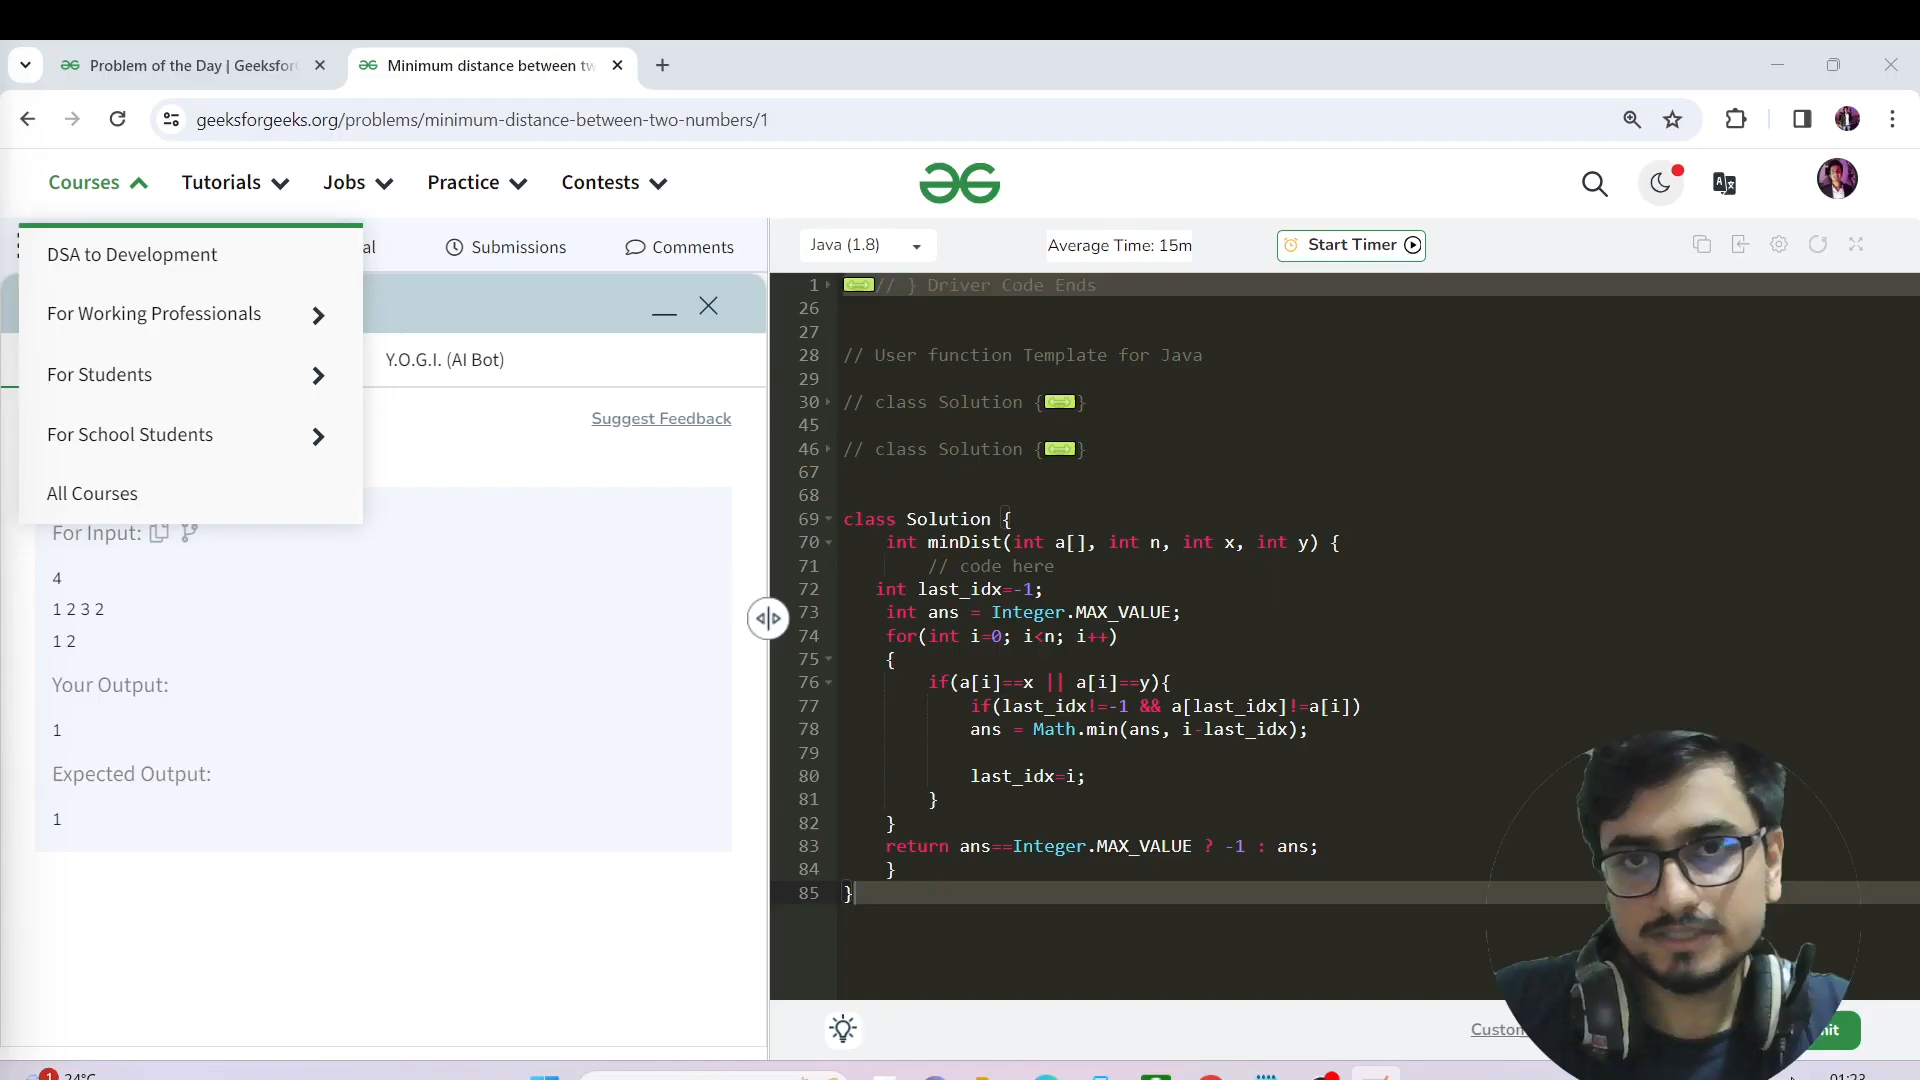 Problem of the Day | Geeksfor
Minimum distance between tw
geeksforgeeks.org/problems/minimum-distance-between-two-numbers/1
Courses
Tutorials
Jobs
Practice
Contests
DSA to Development
For Working Professionals
For Students
For School Students
All Courses
al
Submissions
Comments
Y.O.G.I. (AI Bot)
Suggest Feedback
For Input:
4
1 2 3 2
1 2
Your Output:
1
Expected Output:
1
Java (1.8)
Average Time: 15m
Start Timer
1 // } Driver Code Ends
26
27
28 // User function Template for Java
29
30 // class Solution {}
45
46 // class Solution {}
67
68
69 class Solution {
70 int minDist(int a[], int n, int x, int y) {
71 // code here
72 int last_idx=-1;
73 int ans = Integer.MAX_VALUE;
74 for(int i=0; i<n; i++)
75 {
76 if(a[i]==x || a[i]==y){
77 if(last_idx!=-1 && a[last_idx]!=a[i])
78 ans = Math.min(ans, i-last_idx);
79
80 last_idx=i;
81 }
82 }
83 return ans==Integer.MAX_VALUE ? -1 : ans;
84 }
85 }
Custom
1
24°C
01:23